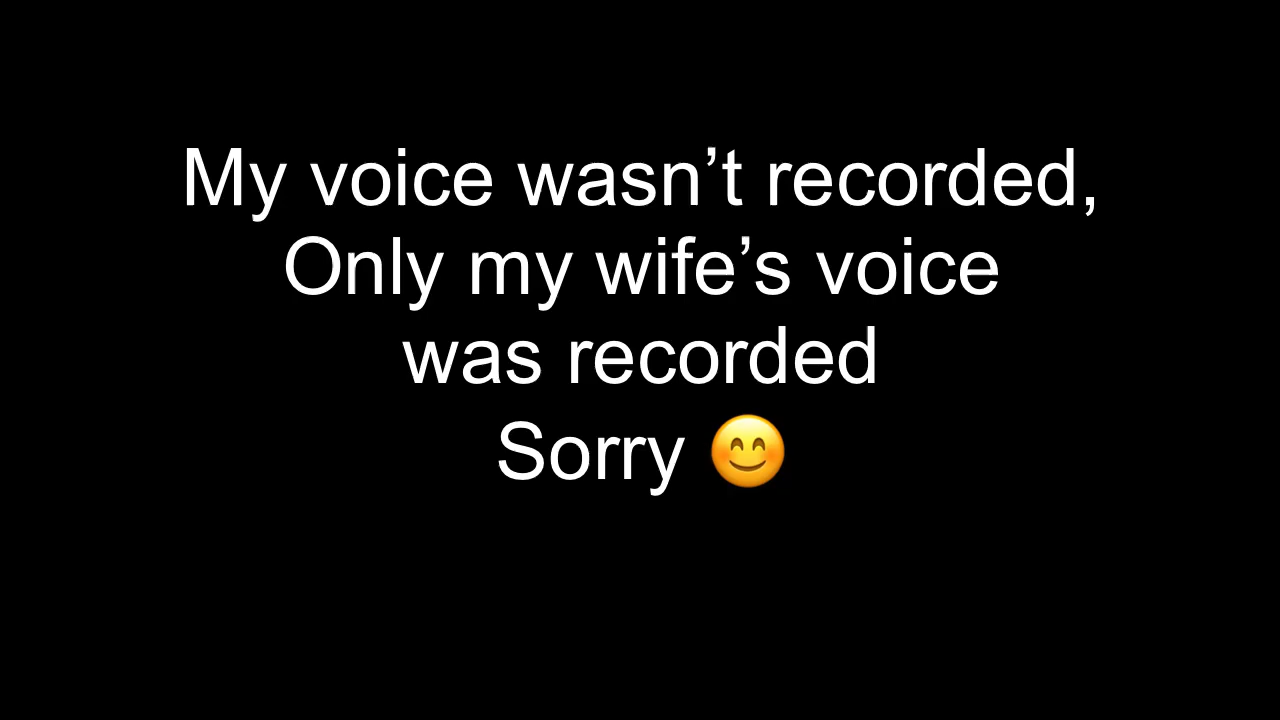 My voice wasn’t recorded,
Only my wife’s voice
was recorded
Sorry 😊